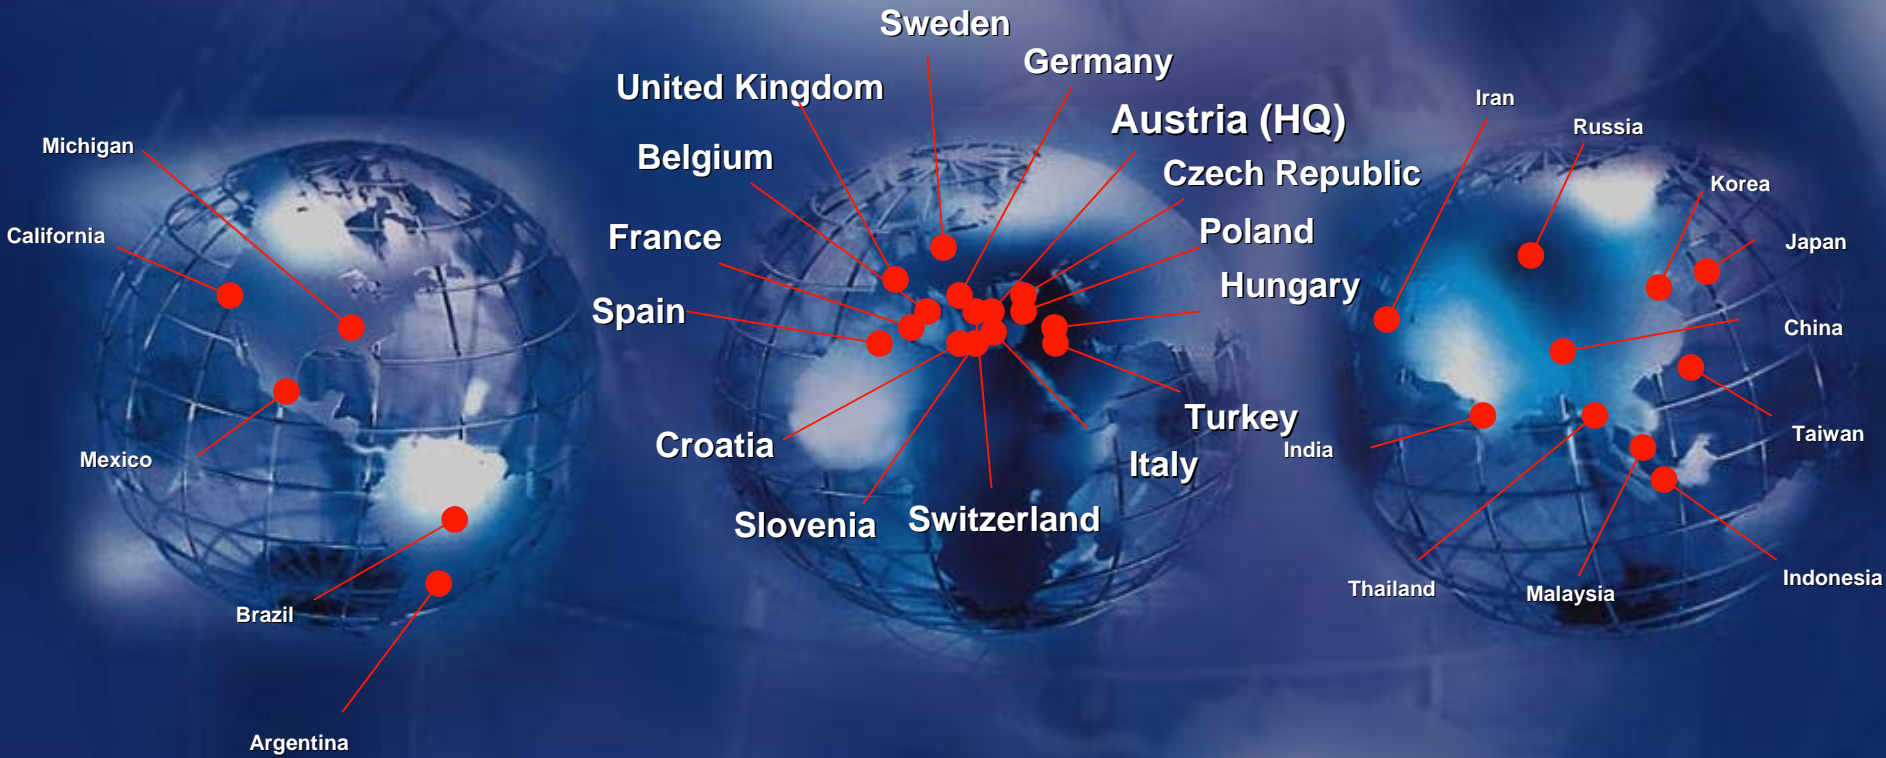 Sweden
Germany
United Kingdom
Iran
Austria (HQ)
Russia
Michigan
Belgium
Czech Republic
Korea
California
France
Poland
Japan
Hungary
Spain
China
Turkey
Taiwan
Croatia
India
Mexico
Italy
Slovenia
Switzerland
Indonesia
Thailand
Malaysia
Brazil
Argentina